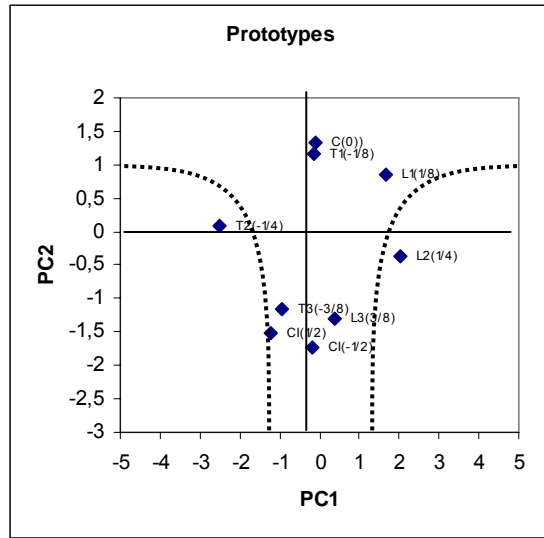 Prototypes
2
1,5
1
0,5
0
-0,5
-1
-1,5
-2
-2,5
-3
PC2
C(0))
T1(-1/8)
L1(1/8)
T2(-1/4)
L2(1/4)
T3(-3/8)
L3(3/8)
CI(1/2)
CI(-1/2)
-5 -4 -3 -2 -1 0 1 2 3 4 5
PC1